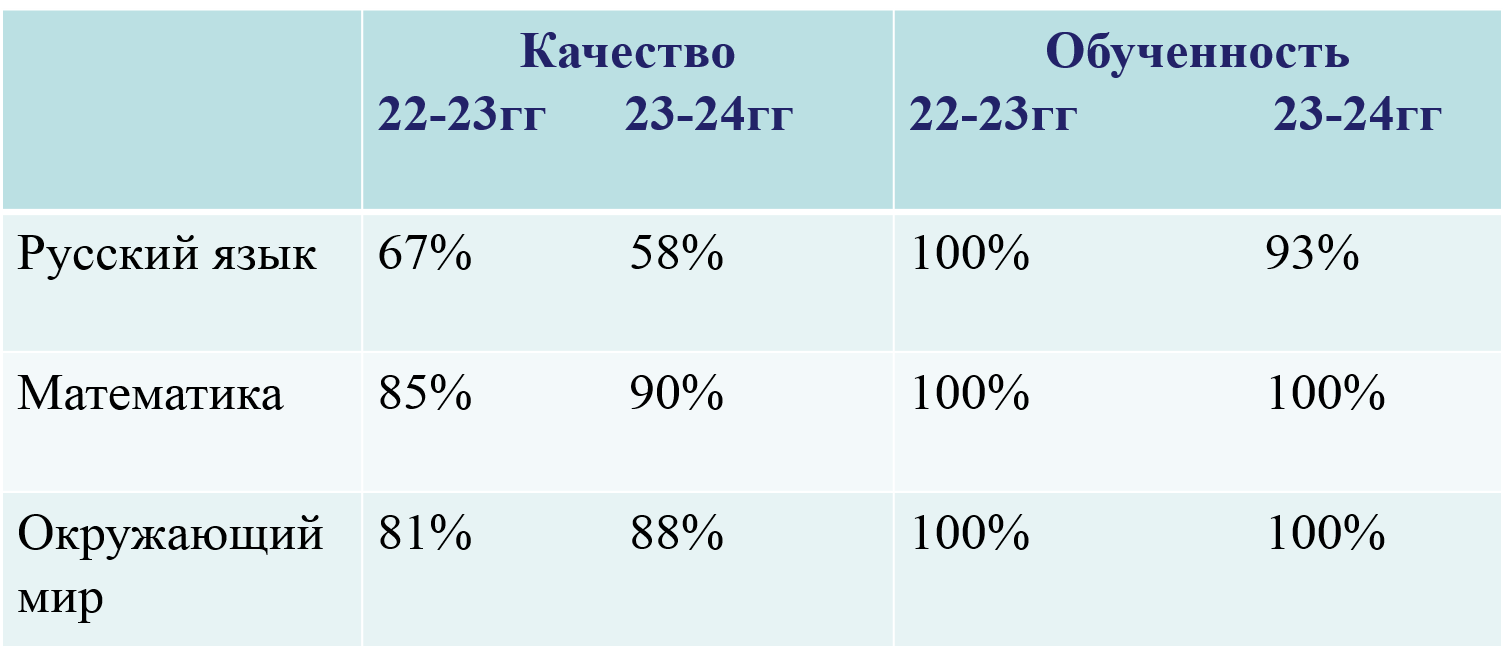 Качество Обученность
22-23гг 23-24гг 22-23гг 23-24гг
Русский язык 67% 58% 100% 93%
Математика 85% 90% 100% 100%
Окружающий 81% 88% 100% 100%
мир